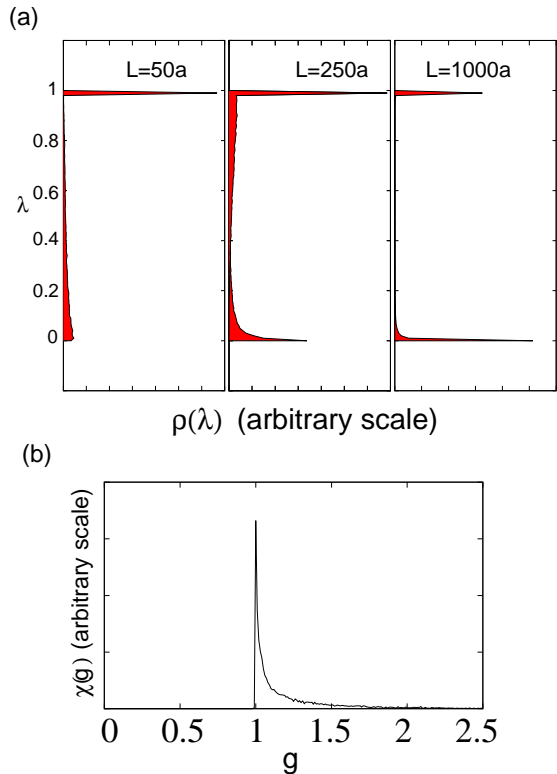 (a)
L=50a
L=250a
L=1000a
1
0.8
0.6
λ
0.4
0.2
0
ρ(λ) (arbitrary scale)
(b)
χ(g) (arbitrary scale)
0
0.5
1
1.5
2
2.5
g